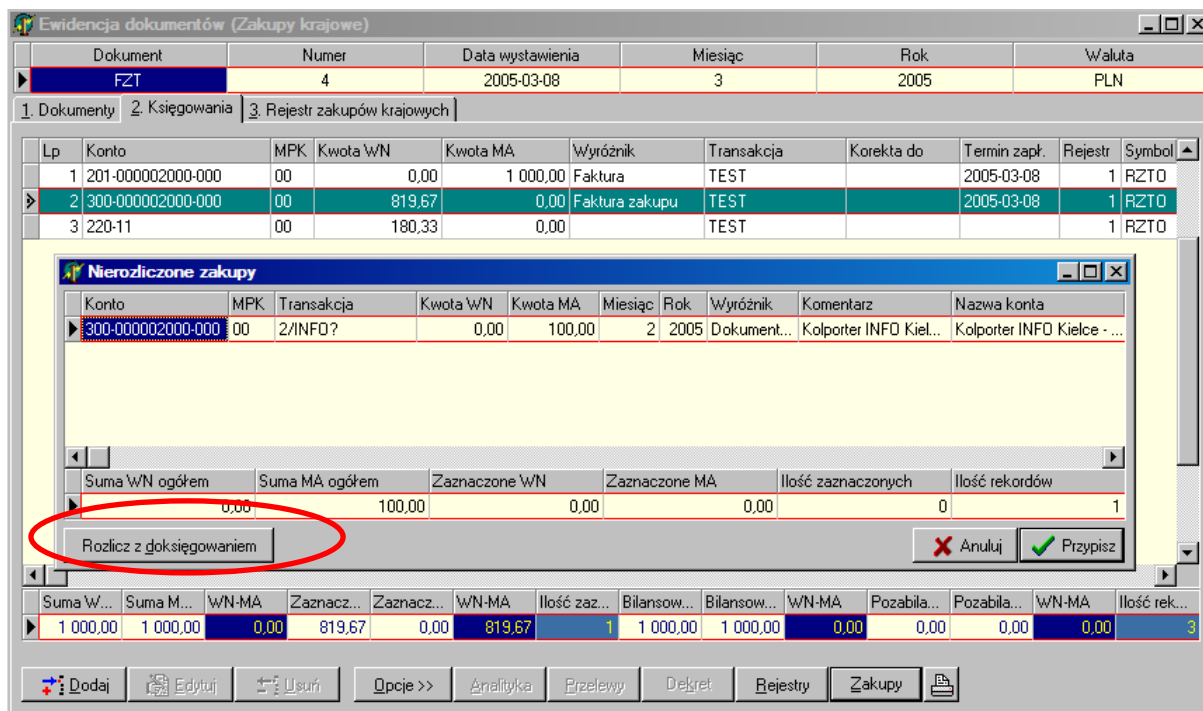 Ewidencja dokumentów (Zakupy krajowe)
Dokument Numer Data wystawienia Miesiąc Rok Waluta
FZT 4 2005-03-08 3 2005 PLN
1. Dokumenty 2. Księgowania 3. Rejestr zakupów krajowych
Lp Konto MPK Kwota WN Kwota MA Wyróżnik Transakcja Korekta do Termin zapł. Rejestr Symbol
1 201-000002000-000 00 0,00 1 000,00 Faktura TEST 2005-03-08 1 RZTO
2 300-000002000-000 00 819,67 0,00 Faktura zakupu TEST 2005-03-08 1 RZTO
3 220-11 00 180,33 0,00 TEST 1 RZTO
Nierozliczone zakupy
Konto MPK Transakcja Kwota WN Kwota MA Miesiąc Rok Wyróżnik Komentarz Nazwa konta
300-000002000-000 00 2/INFO? 0,00 100,00 2 2005 Dokument... Kolporter INFO Kiel... Kolporter INFO Kielce - ...
Suma WN ogółem Suma MA ogółem Zaznaczone WN Zaznaczone MA Ilość zaznaczonych Ilość rekordów
0,00 100,00 0,00 0,00 0 1
Rozlicz z doksięgowaniem Anuluj Przypisz
Suma W... Suma M... WN-MA Zaznacz... Zaznacz... WN-MA Ilość zaz... Bilansow... Bilansow... WN-MA Pozabila... Pozabila... WN-MA Ilość rek...
1 000,00 1 000,00 0,00 819,67 0,00 819,67 1 1 000,00 1 000,00 0,00 0,00 0,00 0,00 3
Dodaj Edytuj Usuń Opcje >> Analityka Przelewy Dekret Rejestry Zakupy